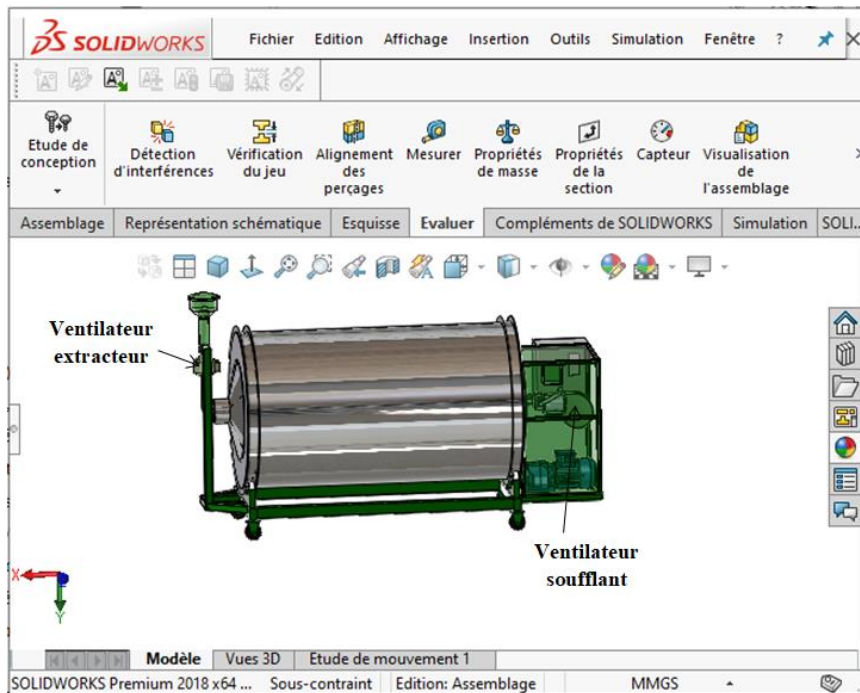 SOLIDWORKS
Fichier Edition Affichage Insertion Outils Simulation Fenêtre ?
Etude de conception
Détection d'interférences
Vérification du jeu
Alignement des perçages
Mesurer
Propriétés de masse
Propriétés de la section
Capteur
Visualisation de l'assemblage
Assemblage Représentation schématique Esquisse Evaluer Compléments de SOLIDWORKS Simulation SOLI...
Ventilateur
extracteur
Ventilateur
soufflant
X
Y
Modèle Vues 3D Etude de mouvement 1
SOLIDWORKS Premium 2018 x64 ... Sous-contraint Edition: Assemblage MMGS